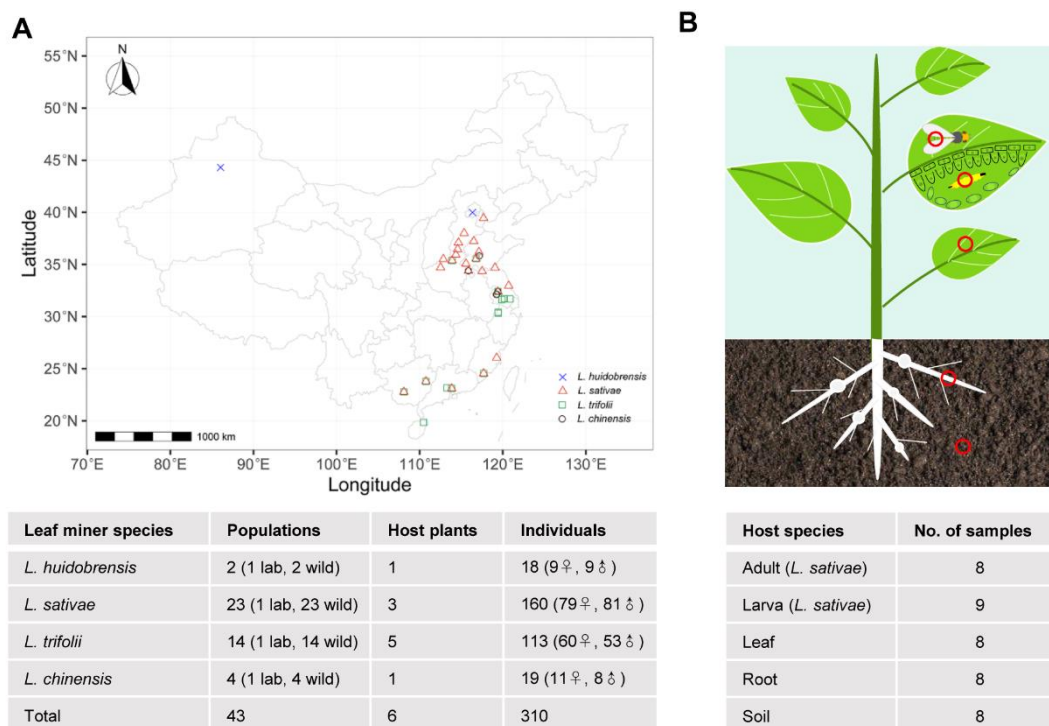 A
B
N
55°N
50°N
45°N
40°N
35°N
30°N
25°N
20°N
Latitude
L. huidobrensis
L. sativae
L. trifolii
L. chinensis
1000 km
70°E 80°E 90°E 100°E 110°E 120°E 130°E
Longitude
Leaf miner species Populations Host plants Individuals
L. huidobrensis 2 (1 lab, 2 wild) 1 18 (9♀, 9♂)
L. sativae 23 (1 lab, 23 wild) 3 160 (79♀, 81♂)
L. trifolii 14 (1 lab, 14 wild) 5 113 (60♀, 53♂)
L. chinensis 4 (1 lab, 4 wild) 1 19 (11♀, 8♂)
Total 43 6 310
Host species No. of samples
Adult (L. sativae) 8
Larva (L. sativae) 9
Leaf 8
Root 8
Soil 8